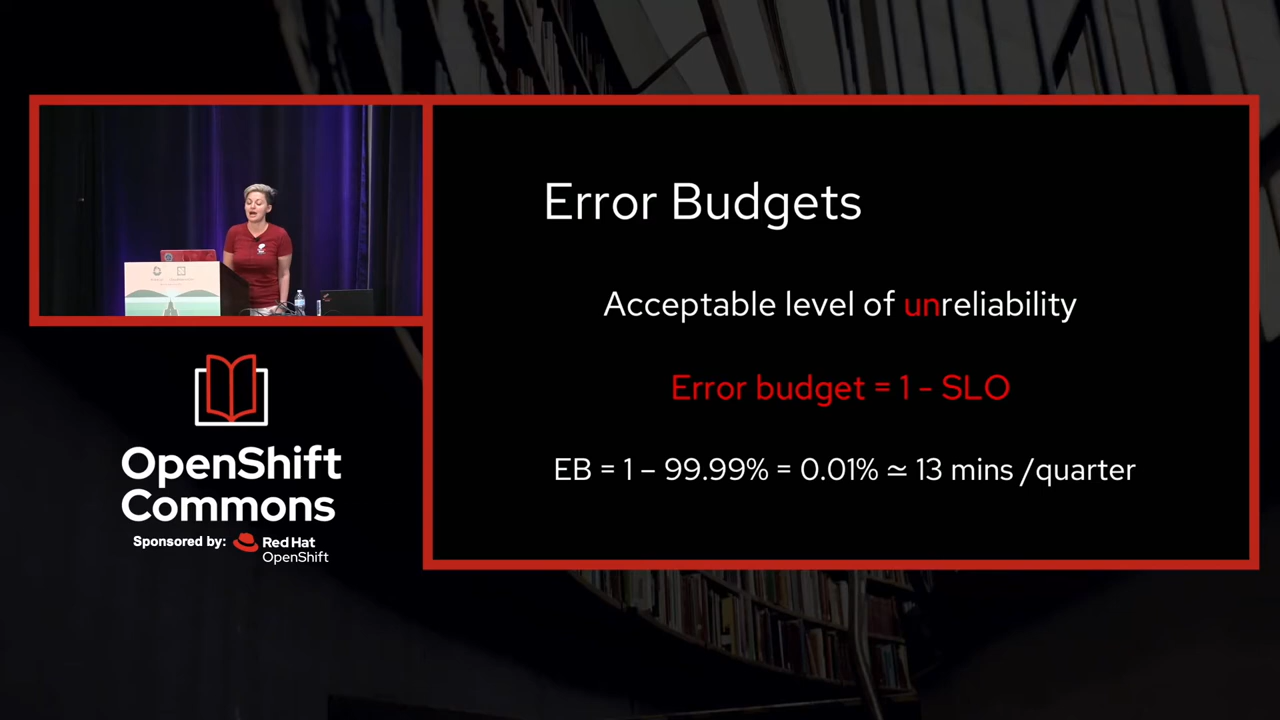 Error Budgets
Acceptable level of unreliability
Error budget = 1 - SLO
EB = 1 – 99.99% = 0.01% ≃ 13 mins /quarter
OpenShift
Commons
Sponsored by:
Red Hat
OpenShift